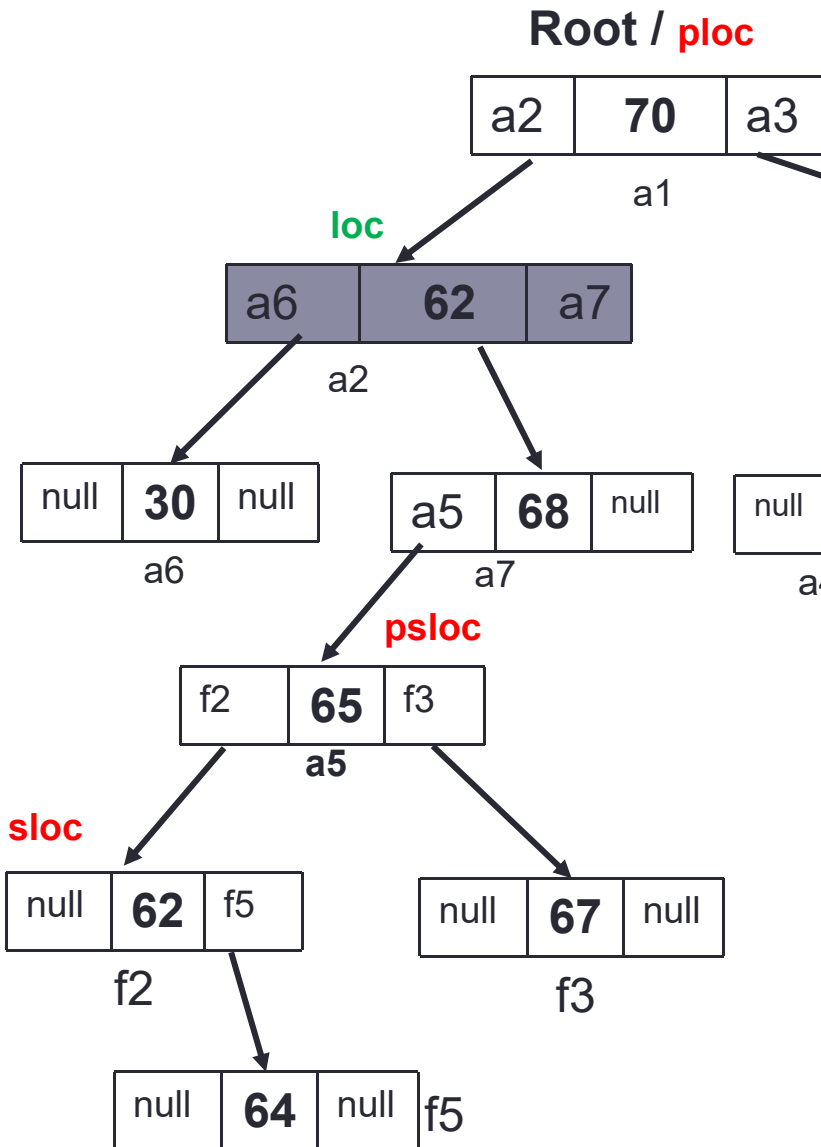 Root / ploc
a2 70 a3
a1
loc
a6 62 a7
a2
null 30 null
a5 68 null
null
a6
a7
psloc
f2 65 f3
a5
sloc
null 62 f5
null 67 null
f2
f3
null 64 null f5